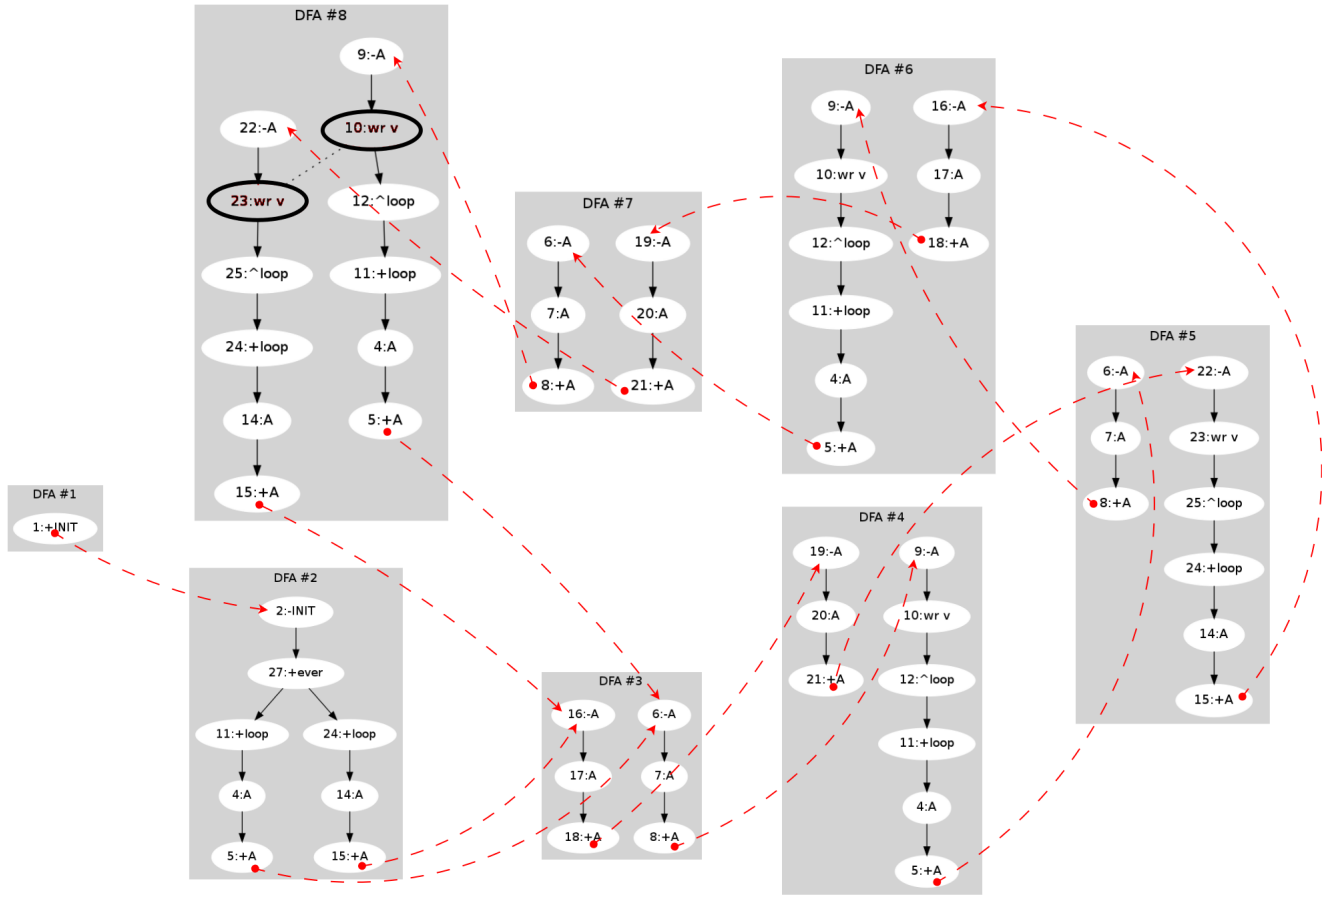 DFA #8
9:-A
22:-A
10:wr v
23:wr v
12:^loop
25:^loop
11:+loop
24:+loop
4:A
14:A
5:+A
15:+A
DFA #6
9:-A
16:-A
10:wr v
17:A
12:^loop
18:+A
11:+loop
4:A
5:+A
DFA #7
6:-A
19:-A
7:A
20:A
8:+A
21:+A
DFA #5
6:-A
22:-A
7:A
23:wr v
8:+A
25:^loop
24:+loop
14:A
15:+A
DFA #1
1:+INIT
DFA #2
2:-INIT
27:+ever
11:+loop
24:+loop
4:A
14:A
5:+A
15:+A
DFA #4
19:-A
9:-A
20:A
10:wr v
21:+A
12:^loop
11:+loop
4:A
5:+A
DFA #3
16:-A
6:-A
17:A
7:A
18:+A
8:+A